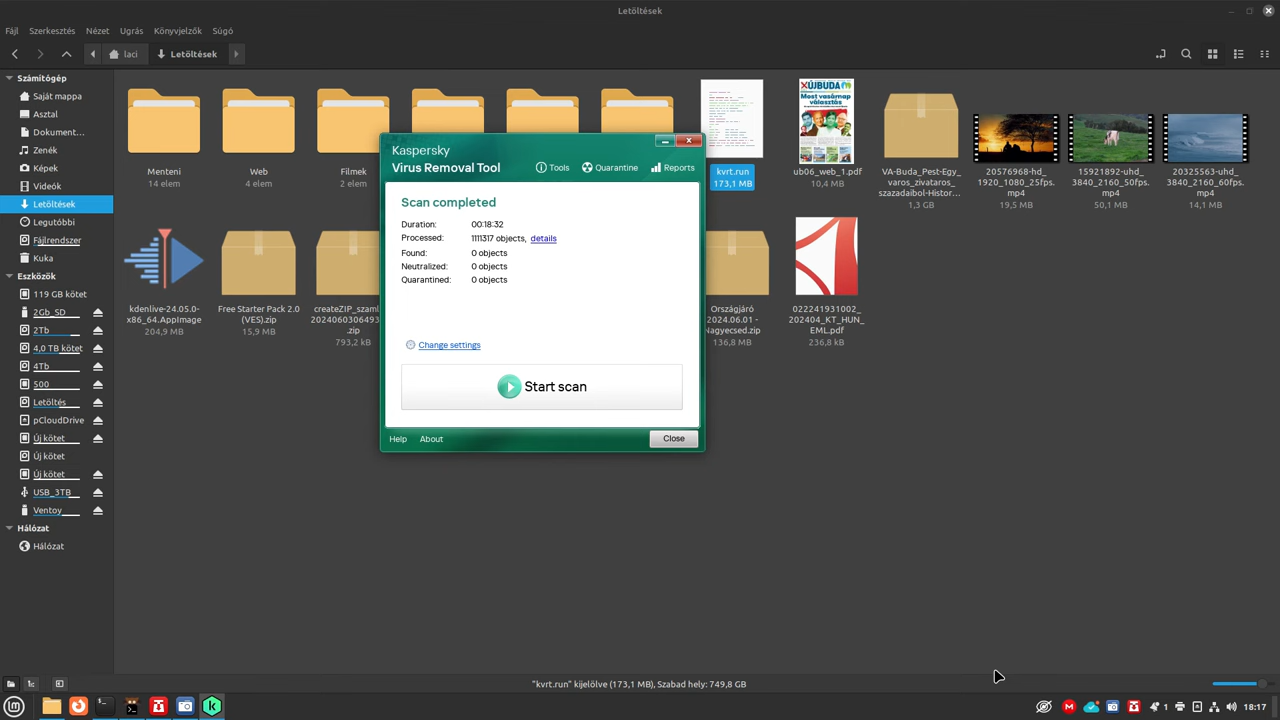 Letöltések
Fájl Szerkesztés Nézet Ugrás Könyvjelzők Súgó
laci Letöltések
Számítógép
Saját mappa
Dokument...
Képek
Videók
Letöltések
Legutóbbi
Fájlrendszer
Kuka
Eszközök
119 GB kötet
2Gb_SD
2Tb
4,0 TB kötet
4Tb
500
Letöltés
pCloudDrive
Új kötet
Új kötet
Új kötet
USB_3TB
Ventoy
Hálózat
Hálózat
Menteni
14 elem
Web
4 elem
Filmek
2 elem
kvrt.run
173,1 MB
XÚJBUDA
Most vasárnap
választás
ub06_web_1.pdf
10,4 MB
VA-Buda_Pest-Egy_
varos_zivataros_
szazadaibol-Histor...
1,3 GB
20576968-hd_
1920_1080_25fps.
mp4
19,5 MB
15921892-uhd_
3840_2160_50fps.
mp4
50,1 MB
20325563-uhd_
3840_2160_60fps.
mp4
14,1 MB
kdenlive-24.05.0-
x86_64.AppImage
204,9 MB
Free Starter Pack 2.0
(VES).zip
15,9 MB
createZIP_szaml
2024060306493
.zip
793,2 kB
Országjáró
2024.06.01 -
Nagyecsed.zip
136,8 MB
022241931002_
202404_KT_HUN_
EML.pdf
236,8 kB
Kaspersky
Virus Removal Tool
Tools Quarantine Reports
Scan completed
Duration: 00:18:32
Processed: 1111317 objects, details
Found: 0 objects
Neutralized: 0 objects
Quarantined: 0 objects
Change settings
Start scan
Help About Close
"kvrt.run" kijelölve (173,1 MB), Szabad hely: 749,8 GB
1 18:17